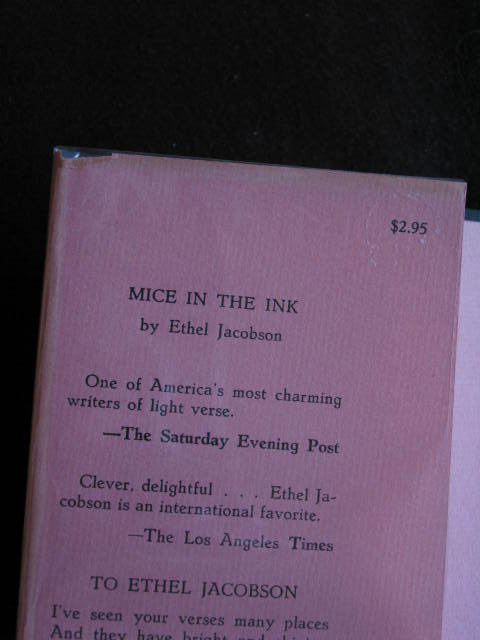 $2.95
MICE IN THE INK
by Ethel Jacobson
One of America's most charming
writers of light verse.
—The Saturday Evening Post
Clever, delightful . . . Ethel Ja-
cobson is an international favorite.
—The Los Angeles Times
TO ETHEL JACOBSON
I've seen your verses many places
And they have bright and